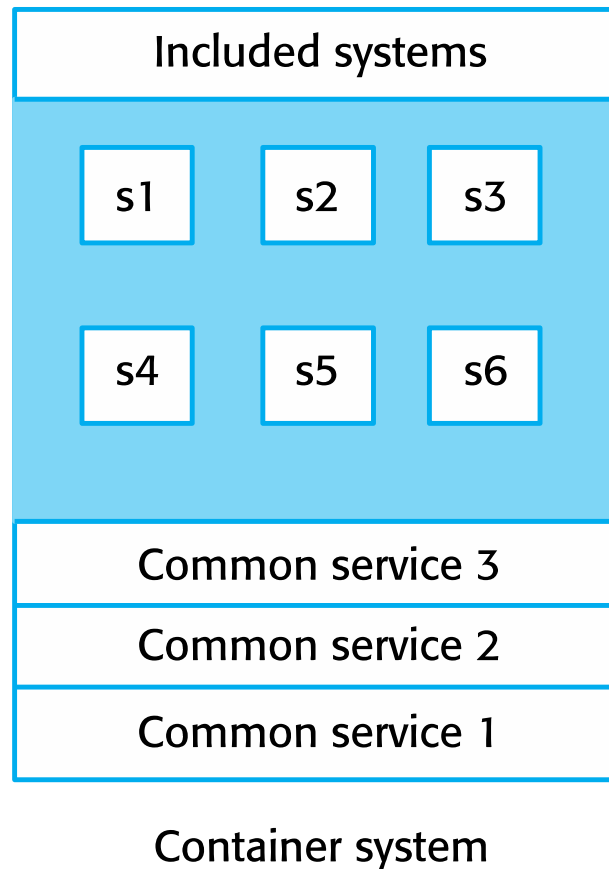 Included systems
s1 s2 s3
s4 s5 s6
Common service 3
Common service 2
Common service 1
Container system